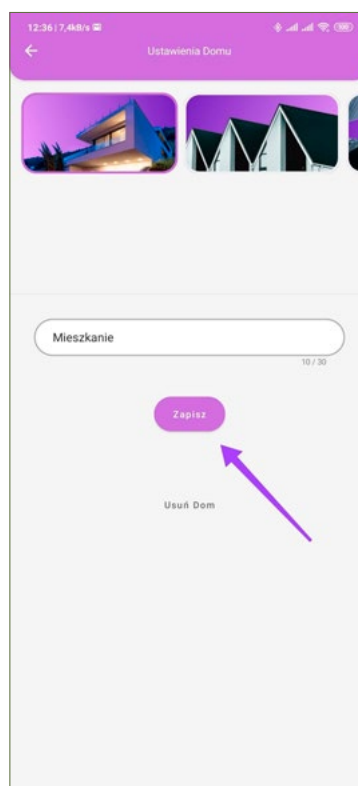 12:36 | 7,4kB/s
Ustawienia Domu
Mieszkanie
10 / 30
Zapisz
Usuń Dom